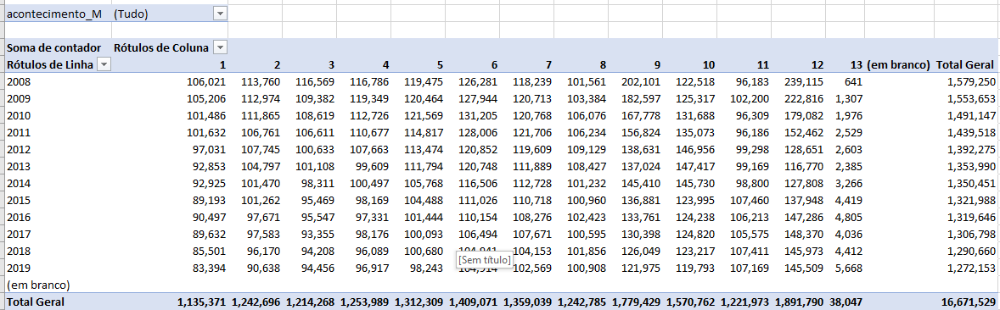 acontecimento_M (Tudo)
Soma de contador Rótulos de Coluna
Rótulos de Linha 1 2 3 4 5 6 7 8 9 10 11 12 13 (em branco) Total Geral
2008 106,021 113,760 116,569 116,786 119,475 126,281 118,239 101,561 202,101 122,518 96,183 239,115 641 1,579,250
2009 105,206 112,974 109,382 119,349 120,464 127,944 120,713 103,384 182,597 125,317 102,200 222,816 1,307 1,553,653
2010 101,486 111,865 108,619 112,726 121,569 131,205 120,768 106,076 167,778 131,688 96,309 179,082 1,976 1,491,147
2011 101,632 106,761 106,611 110,677 114,817 128,006 121,706 106,234 156,824 135,073 96,186 152,462 2,529 1,439,518
2012 97,031 107,745 100,633 107,663 113,474 120,852 119,609 109,129 138,631 146,956 99,298 128,651 2,603 1,392,275
2013 92,853 104,797 101,108 99,609 111,794 120,748 111,889 108,427 137,024 147,417 99,169 116,770 2,385 1,353,990
2014 92,925 101,470 98,311 100,497 105,768 116,506 112,728 101,232 145,410 145,730 98,800 127,808 3,266 1,350,451
2015 89,193 101,262 95,469 98,169 104,488 111,026 110,718 100,960 136,881 123,995 107,460 137,948 4,419 1,321,988
2016 90,497 97,671 95,547 97,331 101,444 110,154 108,276 102,423 133,761 124,238 106,213 147,286 4,805 1,319,646
2017 89,632 97,583 93,355 98,176 100,093 106,494 107,671 100,595 130,398 124,820 105,575 148,370 4,036 1,306,798
2018 85,501 96,170 94,208 96,089 100,680 104,153 101,856 126,049 123,217 107,411 145,973 4,412 1,290,660
[Sem título]
2019 83,394 90,638 94,456 96,917 98,243 102,569 100,908 121,975 119,793 107,169 145,509 5,668 1,272,153
(em branco)
Total Geral 1,135,371 1,242,696 1,214,268 1,253,989 1,312,309 1,409,071 1,359,039 1,242,785 1,779,429 1,570,762 1,221,973 1,891,790 38,047 16,671,529